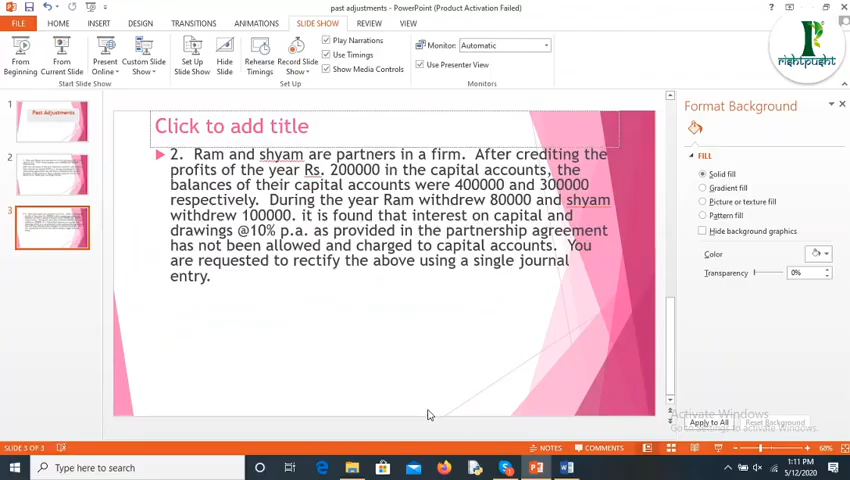 past adjustments - PowerPoint (Product Activation Failed)
FILE HOME INSERT DESIGN TRANSITIONS ANIMATIONS SLIDE SHOW REVIEW VIEW
From Beginning
From Current Slide
Present Online
Custom Slide Show
Set Up Slide Show
Hide Slide
Rehearse Timings
Record Slide Show
Play Narrations
Use Timings
Show Media Controls
Monitor: Automatic
Use Presenter View
Start Slide Show
Set Up
Monitors
rishtpusht
1
Past Adjustments
2
3
Click to add title
2. Ram and shyam are partners in a firm. After crediting the
profits of the year Rs. 200000 in the capital accounts, the
balances of their capital accounts were 400000 and 300000
respectively. During the year Ram withdrew 80000 and shyam
withdrew 100000. it is found that interest on capital and
drawings @10% p.a. as provided in the partnership agreement
has not been allowed and charged to capital accounts. You
are requested to rectify the above using a single journal
entry.
Format Background
FILL
Solid fill
Gradient fill
Picture or texture fill
Pattern fill
Hide background graphics
Color
Transparency 0%
Activate Windows
Go to Settings to activate Windows.
Apply to All Reset Background
SLIDE 3 OF 3
NOTES COMMENTS 68%
Type here to search
1:11 PM
5/12/2020